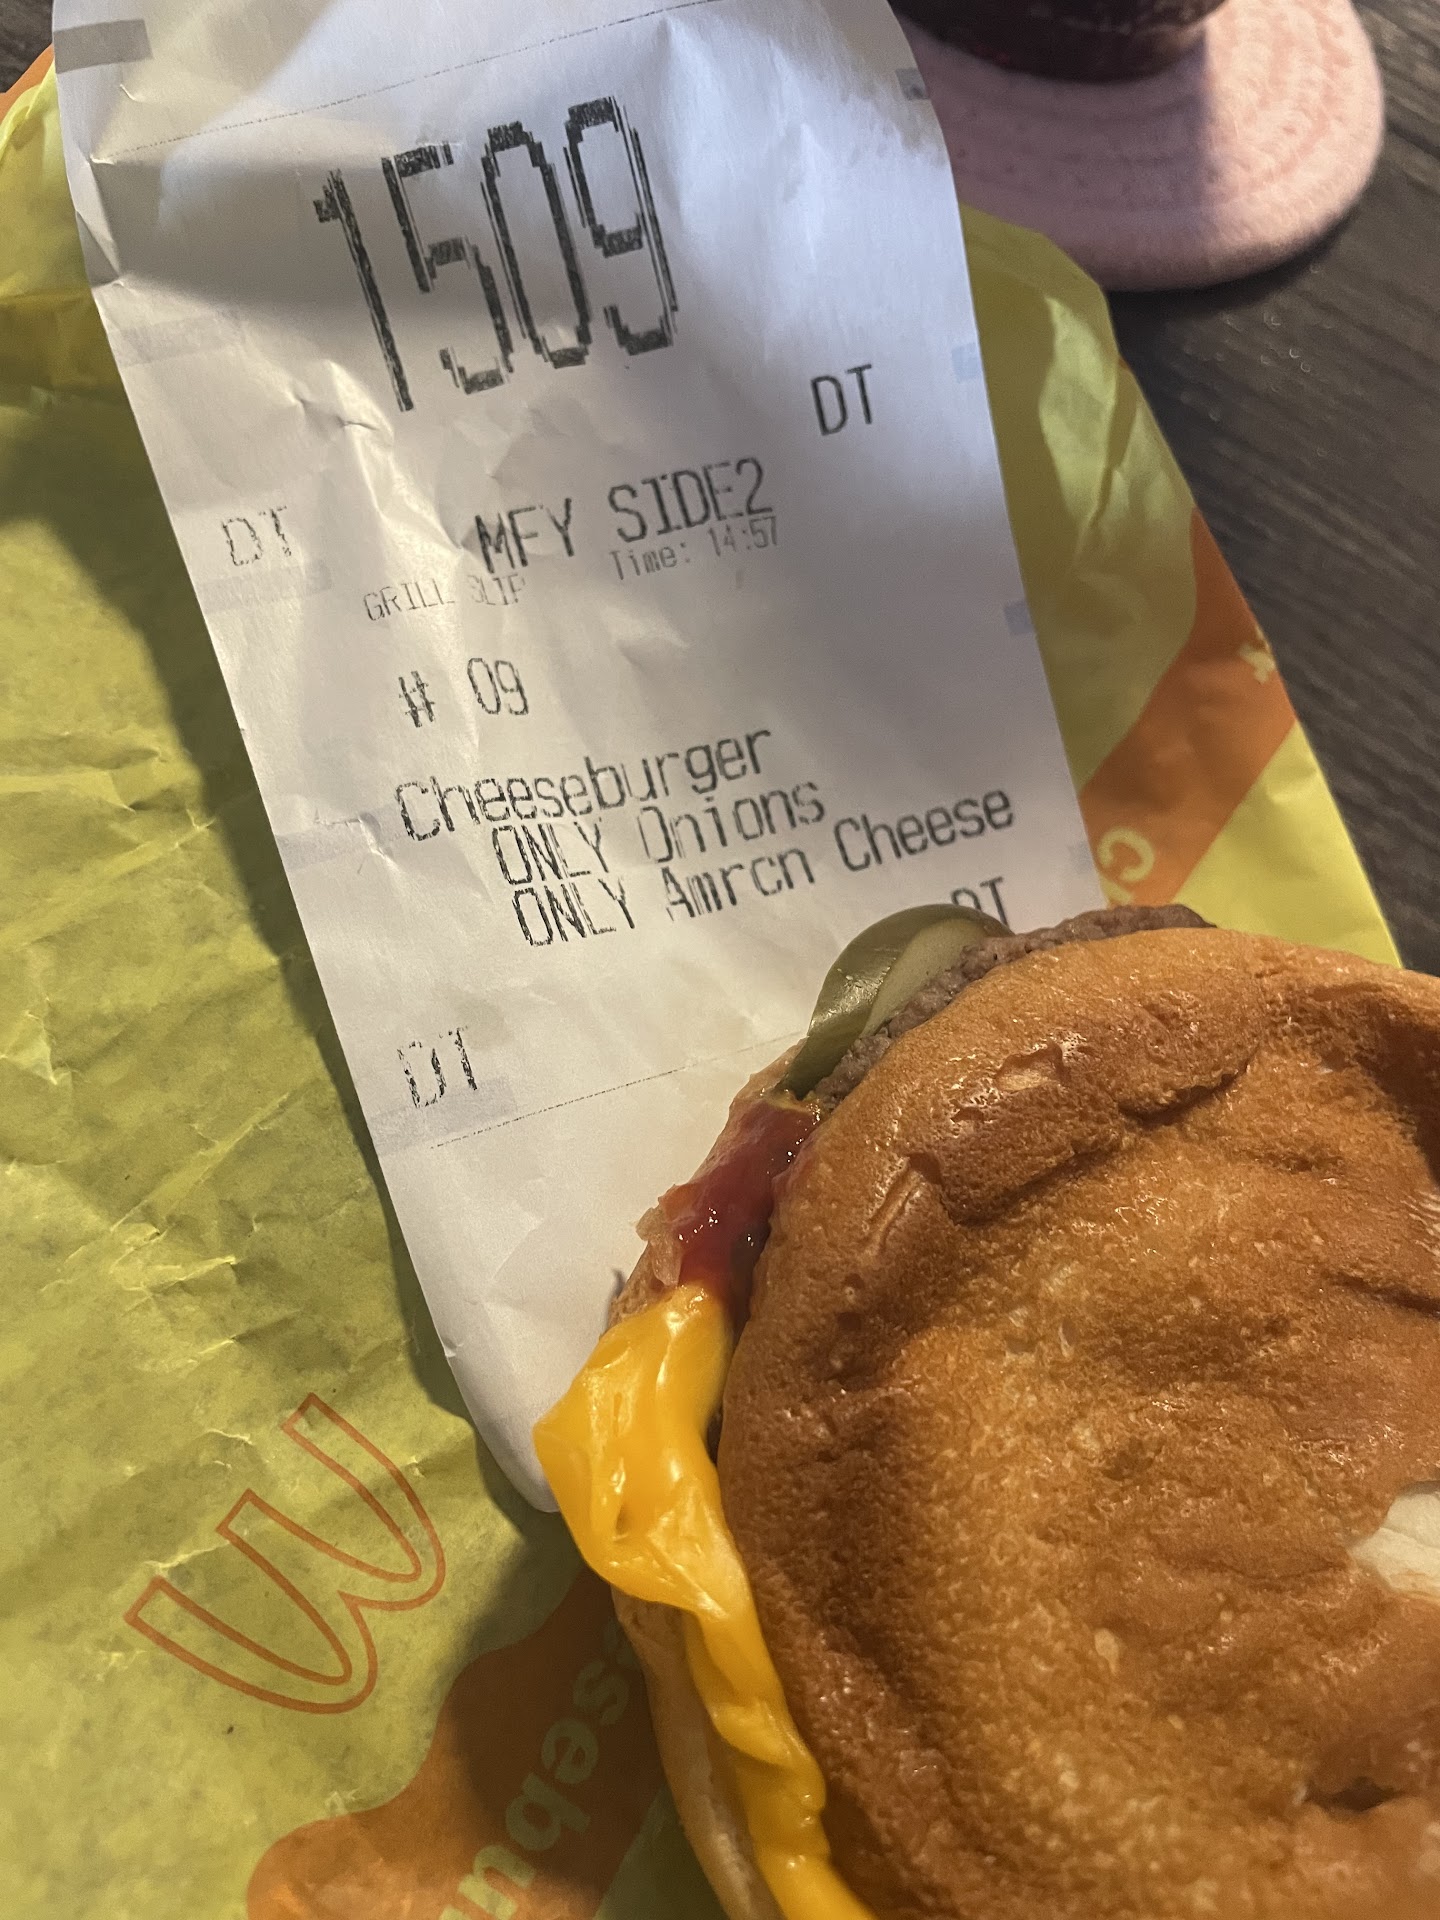 1509
DT
MFY SIDE2
DT
GRILL SLIP Time: 14:57
# 09
Cheeseburger
ONLY Onions
ONLY Amrcn Cheese
DT
DT